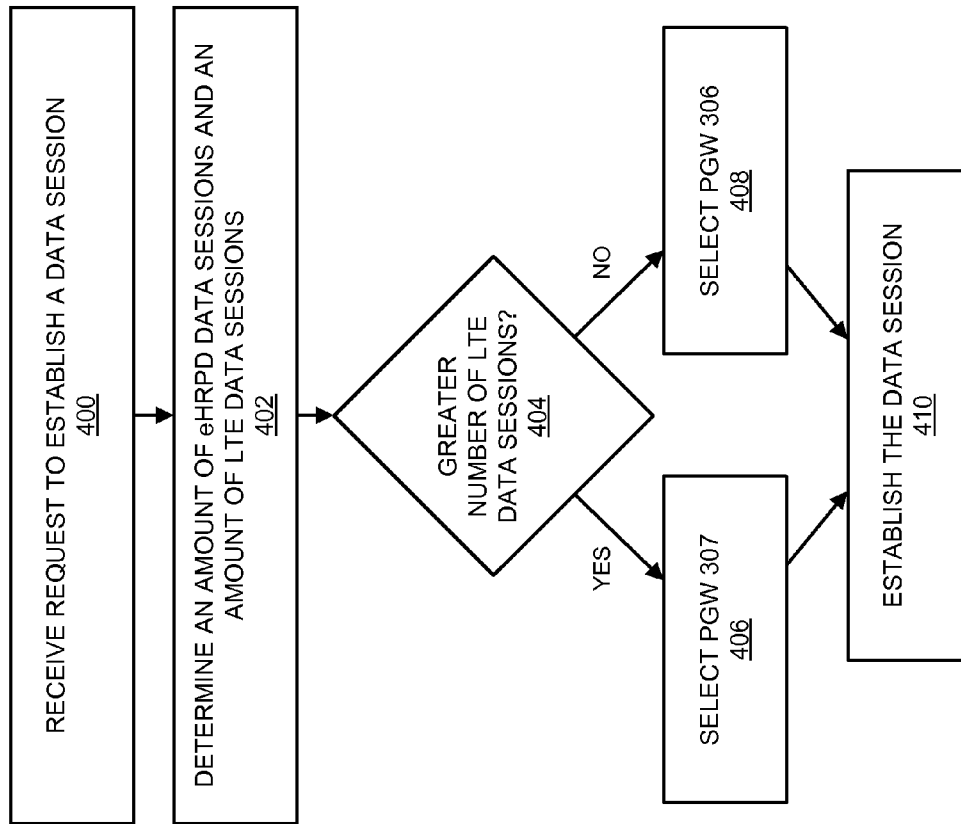 RECEIVE REQUEST TO ESTABLISH A DATA SESSION
400
DETERMINE AN AMOUNT OF eHRPD DATA SESSIONS AND AN
AMOUNT OF LTE DATA SESSIONS
402
GREATER
NUMBER OF LTE
DATA SESSIONS?
404
YES
NO
SELECT PGW 307
406
SELECT PGW 306
408
ESTABLISH THE DATA SESSION
410